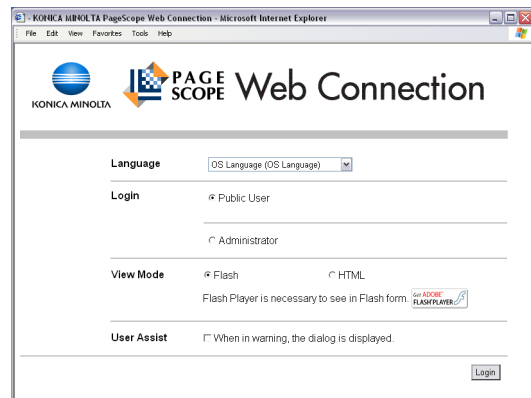 - KONICA MINOLTA PageScope Web Connection - Microsoft Internet Explorer
File Edit View Favorites Tools Help
KONICA MINOLTA
PAGE SCOPE Web Connection
Language
OS Language (OS Language)
Login
Public User
Administrator
View Mode
Flash
HTML
Flash Player is necessary to see in Flash form.
Get ADOBE FLASH PLAYER
User Assist
When in warning, the dialog is displayed.
Login